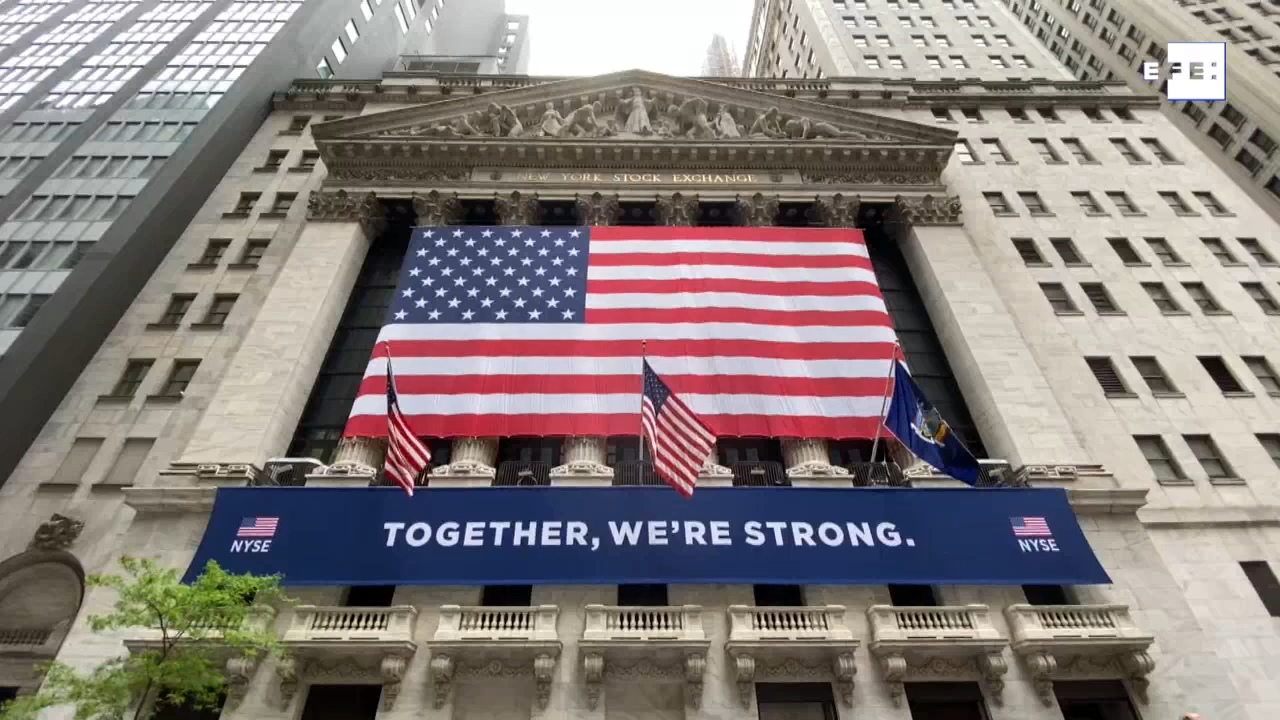 EFE:
NEW YORK STOCK EXCHANGE
TOGETHER, WE'RE STRONG.
NYSE
NYSE